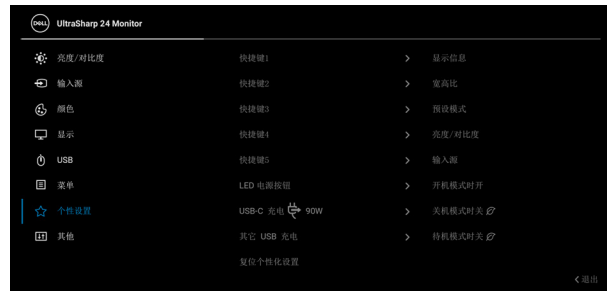 DELL UltraSharp 24 Monitor
亮度/对比度 快捷键1 > 显示信息
输入源 快捷键2 > 宽高比
颜色 快捷键3 > 预设模式
显示 快捷键4 > 亮度/对比度
USB 快捷键5 > 输入源
菜单 LED 电源按钮 > 开机模式时开
个性设置 USB-C 充电 90W > 关机模式时关
其他 其它 USB 充电 > 待机模式时关
复位个性化设置
<退出